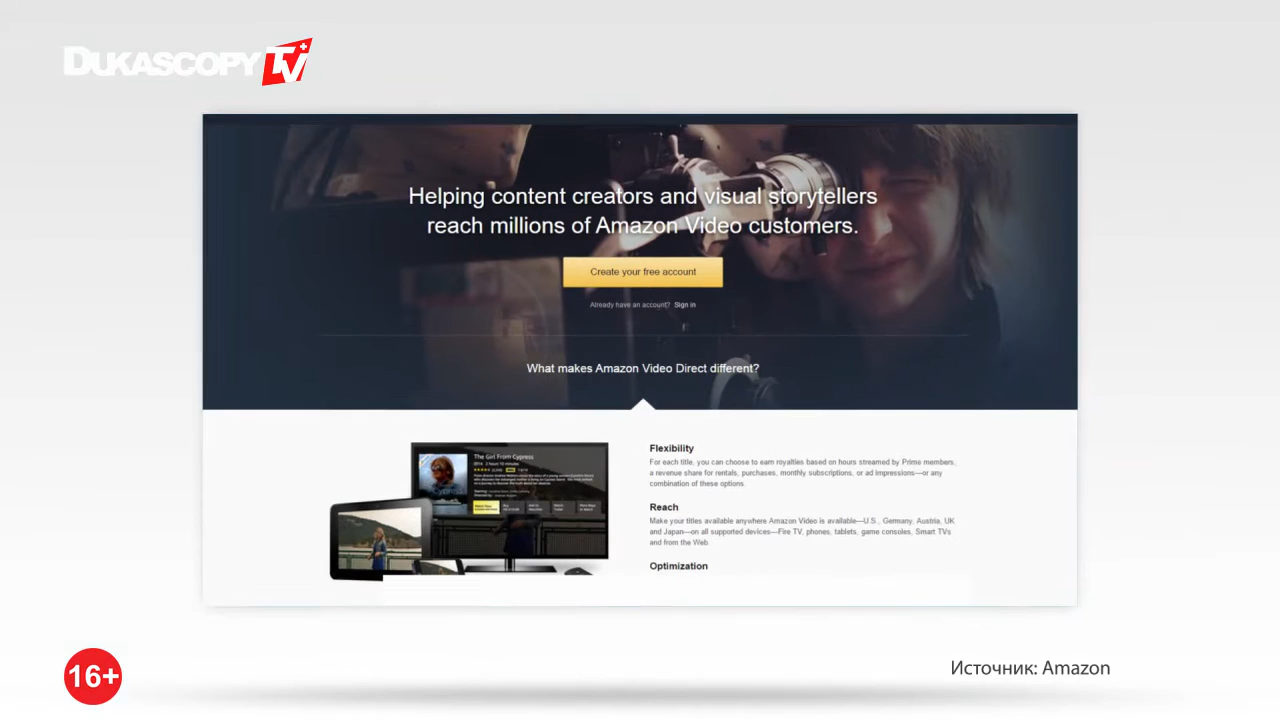 DUKASCOPY TV
Helping content creators and visual storytellers
reach millions of Amazon Video customers.
Create your free account
Already have an account? Sign in
What makes Amazon Video Direct different?
The Girl From Cypress
Flexibility
For each title, you can choose to earn royalties based on hours streamed by Prime members,
a revenue share for rentals, purchases, monthly subscriptions, or ad impressions—or any
combination of these options.
Reach
Make your titles available anywhere Amazon Video is available—U.S., Germany, Austria, UK
and Japan—on all supported devices—Fire TV, phones, tablets, game consoles, Smart TVs
and from the Web.
Optimization
16+
Источник: Amazon